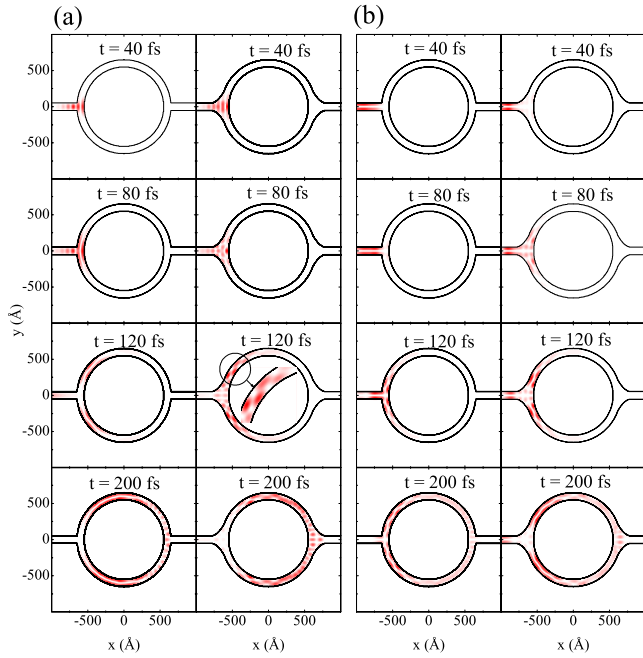 (a)
(b)
t = 40 fs
t = 40 fs
t = 40 fs
t = 40 fs
500
0
-500
t = 80 fs
t = 80 fs
t = 80 fs
t = 80 fs
500
0
-500
y (Å)
t = 120 fs
t = 120 fs
t = 120 fs
t = 120 fs
500
0
-500
t = 200 fs
t = 200 fs
t = 200 fs
t = 200 fs
500
0
-500
-500 0 500 -500 0 500 -500 0 500 -500 0 500
x (Å) x (Å) x (Å) x (Å)